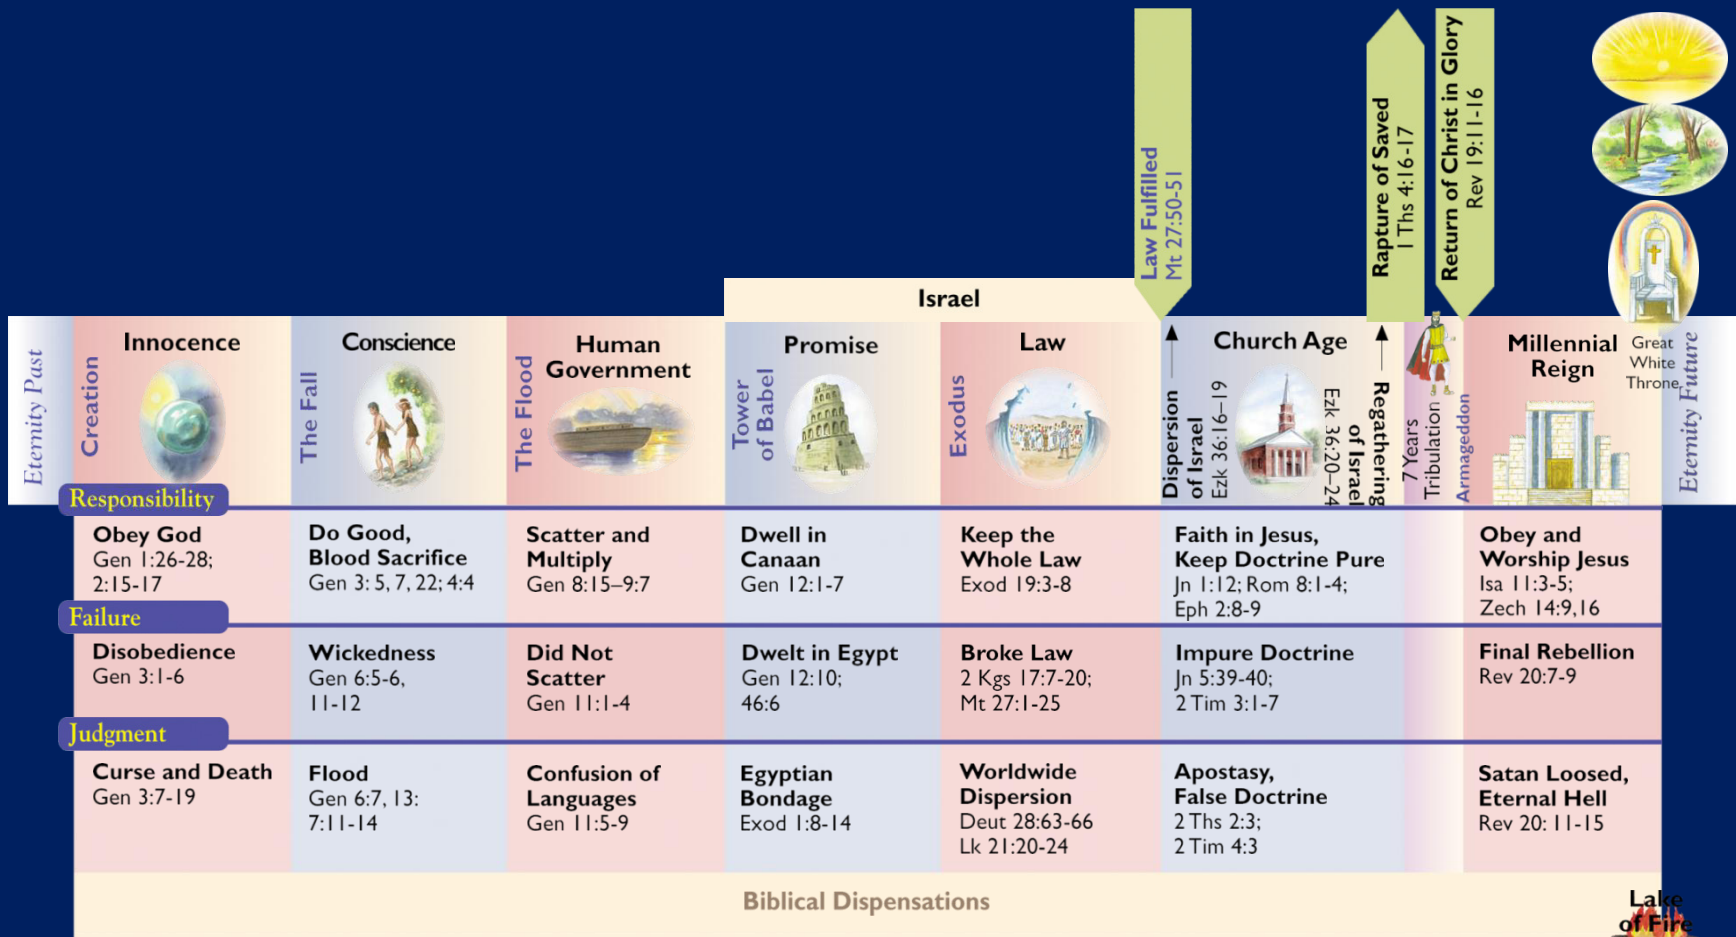 Law Fulfilled
Mt 27:50-51
Rapture of Saved
1 Ths 4:16-17
Return of Christ in Glory
Rev 19:11-16
Israel
Eternity Past
Creation
Innocence
The Fall
Conscience
The Flood
Human
Government
Tower
of Babel
Promise
Exodus
Law
Dispersion
of Israel
Ezk 36:16–19
Church Age
Ezk 36:20–24
Regathering
of Israel
7 Years
Tribulation
Armageddon
Millennial
Reign
Great
White
Throne
Eternity Future
Responsibility
Obey God
Gen 1:26-28;
2:15-17
Do Good,
Blood Sacrifice
Gen 3: 5, 7, 22; 4:4
Scatter and
Multiply
Gen 8:15–9:7
Dwell in
Canaan
Gen 12:1-7
Keep the
Whole Law
Exod 19:3-8
Faith in Jesus,
Keep Doctrine Pure
Jn 1:12; Rom 8:1-4;
Eph 2:8-9
Obey and
Worship Jesus
Isa 11:3-5;
Zech 14:9,16
Failure
Disobedience
Gen 3:1-6
Wickedness
Gen 6:5-6,
11-12
Did Not
Scatter
Gen 11:1-4
Dwelt in Egypt
Gen 12:10;
46:6
Broke Law
2 Kgs 17:7-20;
Mt 27:1-25
Impure Doctrine
Jn 5:39-40;
2 Tim 3:1-7
Final Rebellion
Rev 20:7-9
Judgment
Curse and Death
Gen 3:7-19
Flood
Gen 6:7, 13:
7:11-14
Confusion of
Languages
Gen 11:5-9
Egyptian
Bondage
Exod 1:8-14
Worldwide
Dispersion
Deut 28:63-66
Lk 21:20-24
Apostasy,
False Doctrine
2 Ths 2:3;
2 Tim 4:3
Satan Loosed,
Eternal Hell
Rev 20: 11-15
Biblical Dispensations
Lake
of Fire